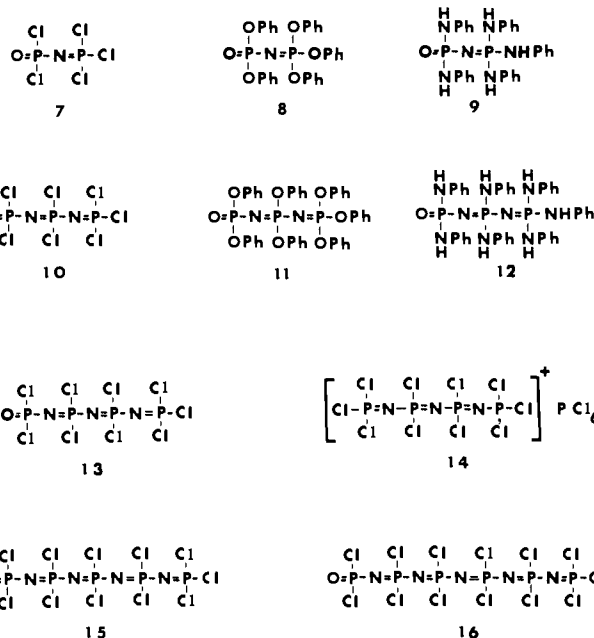 Cl Cl
O=P-N=P-Cl
Cl Cl
7
OPh OPh
O=P-N=P-OPh
OPh OPh
8
H H
NPh NPh
O=P-N=P-NHPh
NPh NPh
H H
9
Cl Cl Cl
=P-N=P-N=P-Cl
Cl Cl Cl
10
OPh OPh OPh
O=P-N=P-N=P-OPh
OPh OPh OPh
11
H H H
NPh NPh NPh
O=P-N=P-N=P-NHPh
NPh NPh NPh
H H H
12
Cl Cl Cl Cl
O=P-N=P-N=P-N=P-Cl
Cl Cl Cl Cl
13
Cl Cl Cl Cl
[Cl-P=N-P=N-P=N-P-Cl]+ PCl6
Cl Cl Cl Cl
14
Cl Cl Cl Cl Cl
=P-N=P-N=P-N=P-N=P-Cl
Cl Cl Cl Cl Cl
15
Cl Cl Cl Cl Cl Cl
O=P-N=P-N=P-N=P-N=P-N=P-
Cl Cl Cl Cl Cl Cl
16